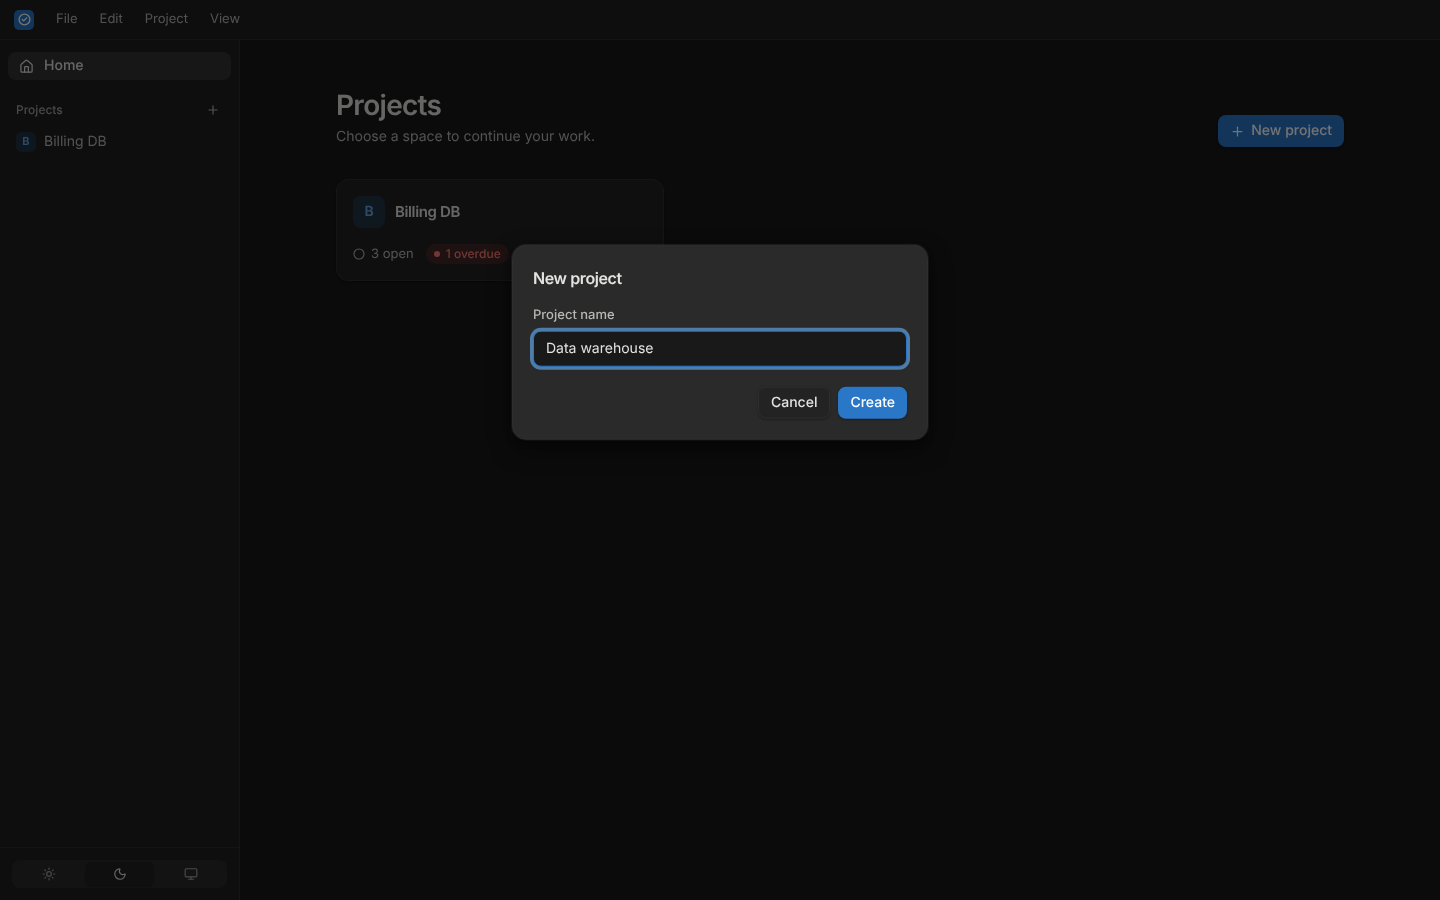 File Edit Project View
Home
Projects
B Billing DB
Projects
Choose a space to continue your work.
New project
B Billing DB
3 open 1 overdue
New project
Project name
Data warehouse
Cancel Create